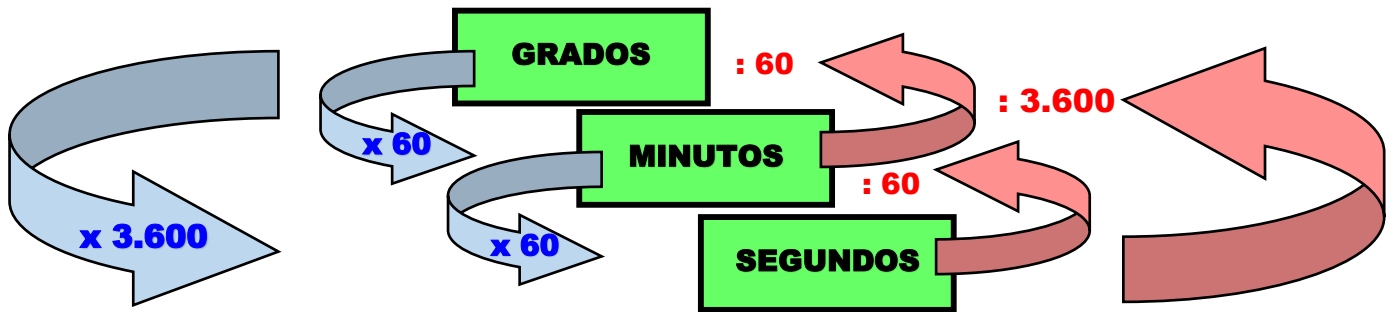 GRADOS
: 60
: 3.600
x 60
MINUTOS
: 60
x 3.600
x 60
SEGUNDOS